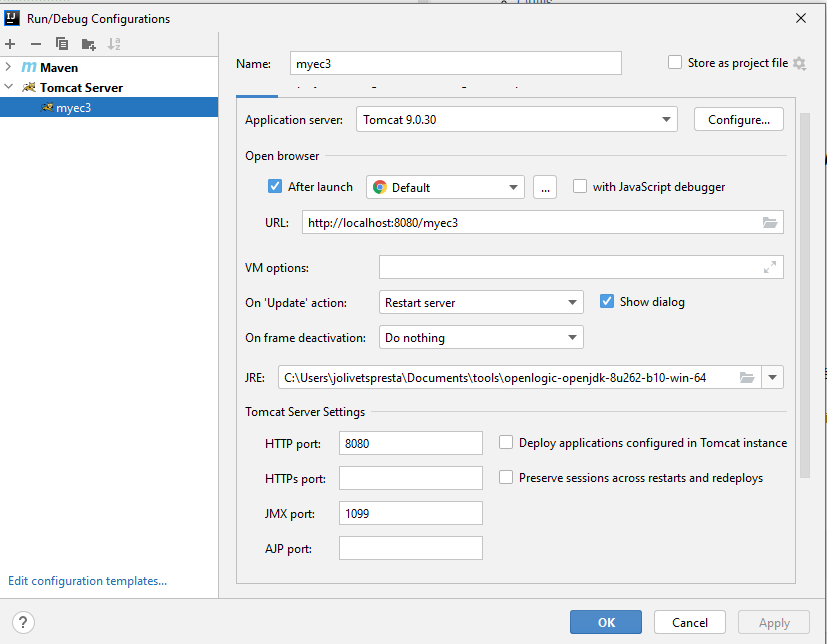 Run/Debug Configurations
Maven
Tomcat Server
myec3
Name: myec3 Store as project file
Application server: Tomcat 9.0.30 Configure...
Open browser
After launch Default ... with JavaScript debugger
URL: http://localhost:8080/myec3
VM options:
On 'Update' action: Restart server Show dialog
On frame deactivation: Do nothing
JRE: C:\Users\jolivetspresta\Documents\tools\openlogic-openjdk-8u262-b10-win-64
Tomcat Server Settings
HTTP port: 8080 Deploy applications configured in Tomcat instance
HTTPs port: Preserve sessions across restarts and redeploys
JMX port: 1099
AJP port:
Edit configuration templates...
? OK Cancel Apply